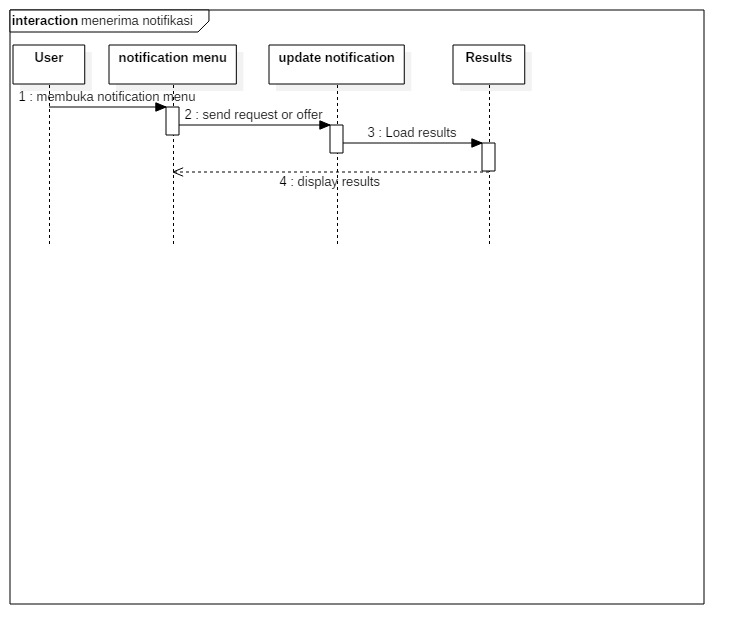 interaction menerima notifikasi
User
notification menu
update notification
Results
1 : membuka notification menu
2 : send request or offer
3 : Load results
4 : display results